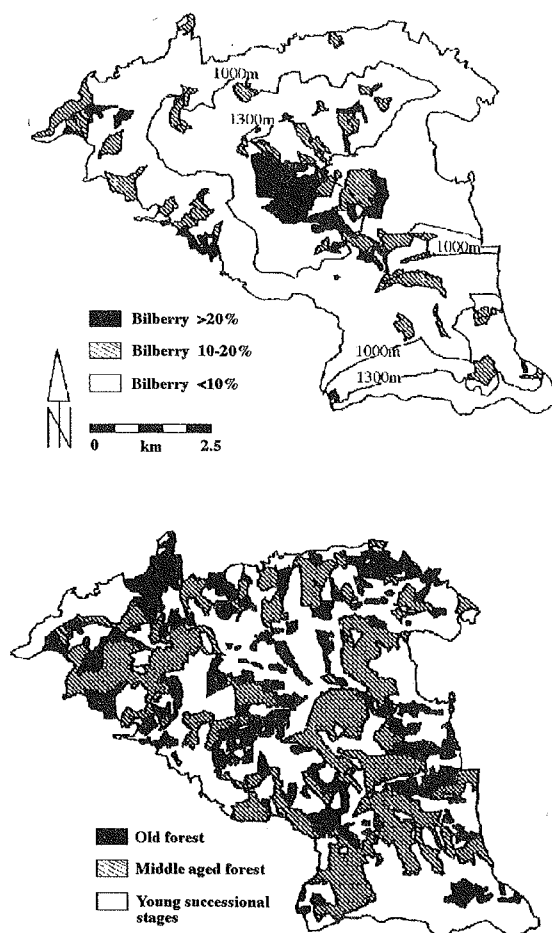 1000m
1300m
1000m
Bilberry >20%
Bilberry 10-20%
Bilberry <10%
1000m
1300m
N
0 km 2.5
Old forest
Middle aged forest
Young successional
stages